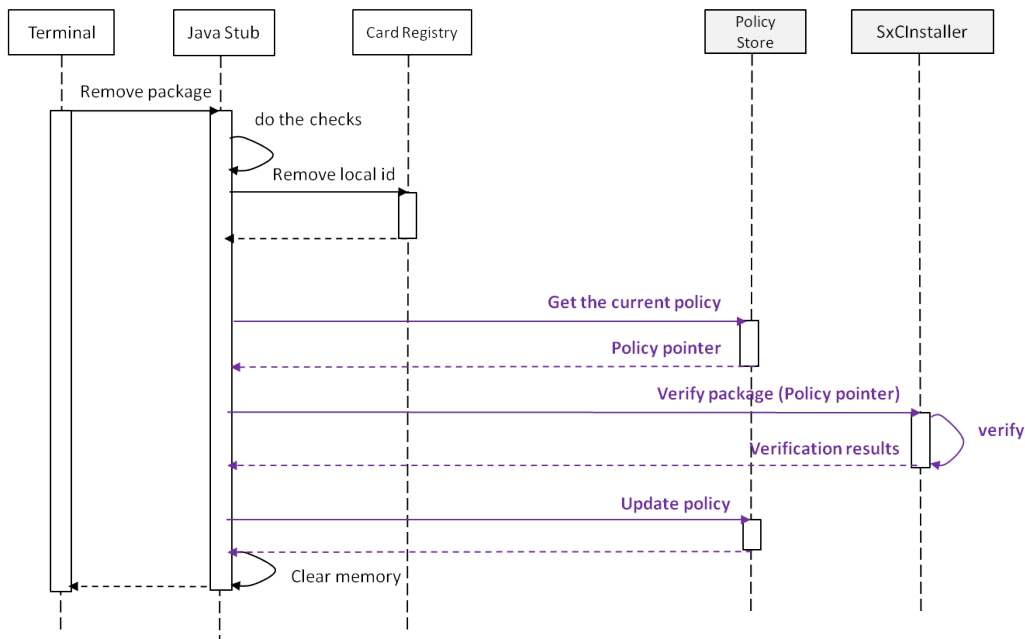 Terminal
Java Stub
Card Registry
Policy
Store
SxCInstaller
Remove package
do the checks
Remove local id
Get the current policy
Policy pointer
Verify package (Policy pointer)
verify
Verification results
Update policy
Clear memory